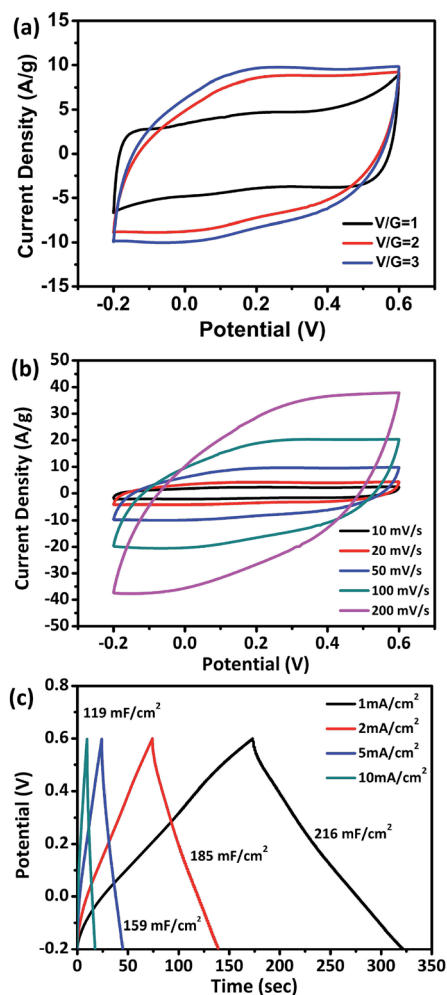 (a)
15
10
5
0
-5
-10
-15
Current Density (A/g)
V/G=1
V/G=2
V/G=3
-0.2 0.0 0.2 0.4 0.6
Potential (V)
(b)
50
40
30
20
10
0
-10
-20
-30
-40
-50
Current Density (A/g)
10 mV/s
20 mV/s
50 mV/s
100 mV/s
200 mV/s
-0.2 0.0 0.2 0.4 0.6
Potential (V)
(c)
0.8
0.6
0.4
0.2
0.0
-0.2
Potential (V)
119 mF/cm²
1mA/cm²
2mA/cm²
5mA/cm²
10mA/cm²
216 mF/cm²
185 mF/cm²
159 mF/cm²
0 50 100 150 200 250 300 350
Time (sec)